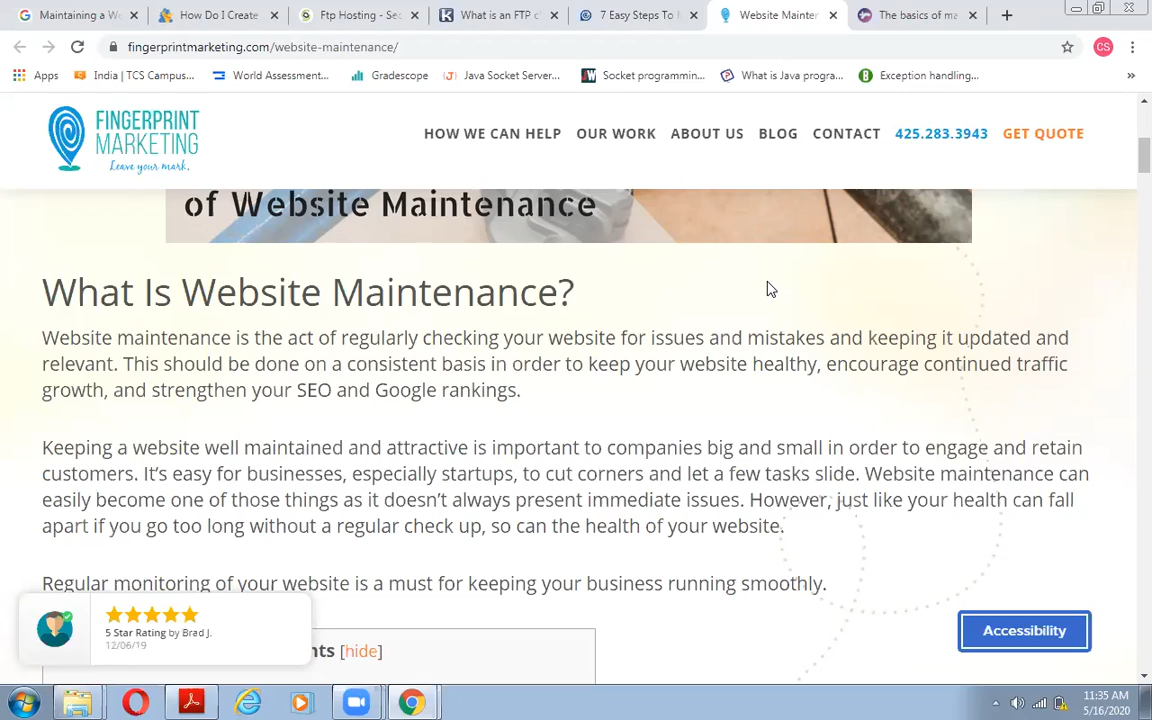 Maintaining a W
How Do I Create
Ftp Hosting - Sec
What is an FTP c
7 Easy Steps To
Website Mainter
The basics of ma
fingerprintmarketing.com/website-maintenance/
CS
Apps
India | TCS Campus...
World Assessment...
Gradescope
Java Socket Server...
Socket programmin...
What is Java progra...
Exception handling...
»
FINGERPRINT
MARKETING
Leave your mark.
HOW WE CAN HELP
OUR WORK
ABOUT US
BLOG
CONTACT
425.283.3943
GET QUOTE
of Website Maintenance
What Is Website Maintenance?
Website maintenance is the act of regularly checking your website for issues and mistakes and keeping it updated and
relevant. This should be done on a consistent basis in order to keep your website healthy, encourage continued traffic
growth, and strengthen your SEO and Google rankings.
Keeping a website well maintained and attractive is important to companies big and small in order to engage and retain
customers. It’s easy for businesses, especially startups, to cut corners and let a few tasks slide. Website maintenance can
easily become one of those things as it doesn’t always present immediate issues. However, just like your health can fall
apart if you go too long without a regular check up, so can the health of your website.
Regular monitoring of your website is a must for keeping your business running smoothly.
5 Star Rating by Brad J.
12/06/19
nts [hide]
Accessibility
11:35 AM
5/16/2020